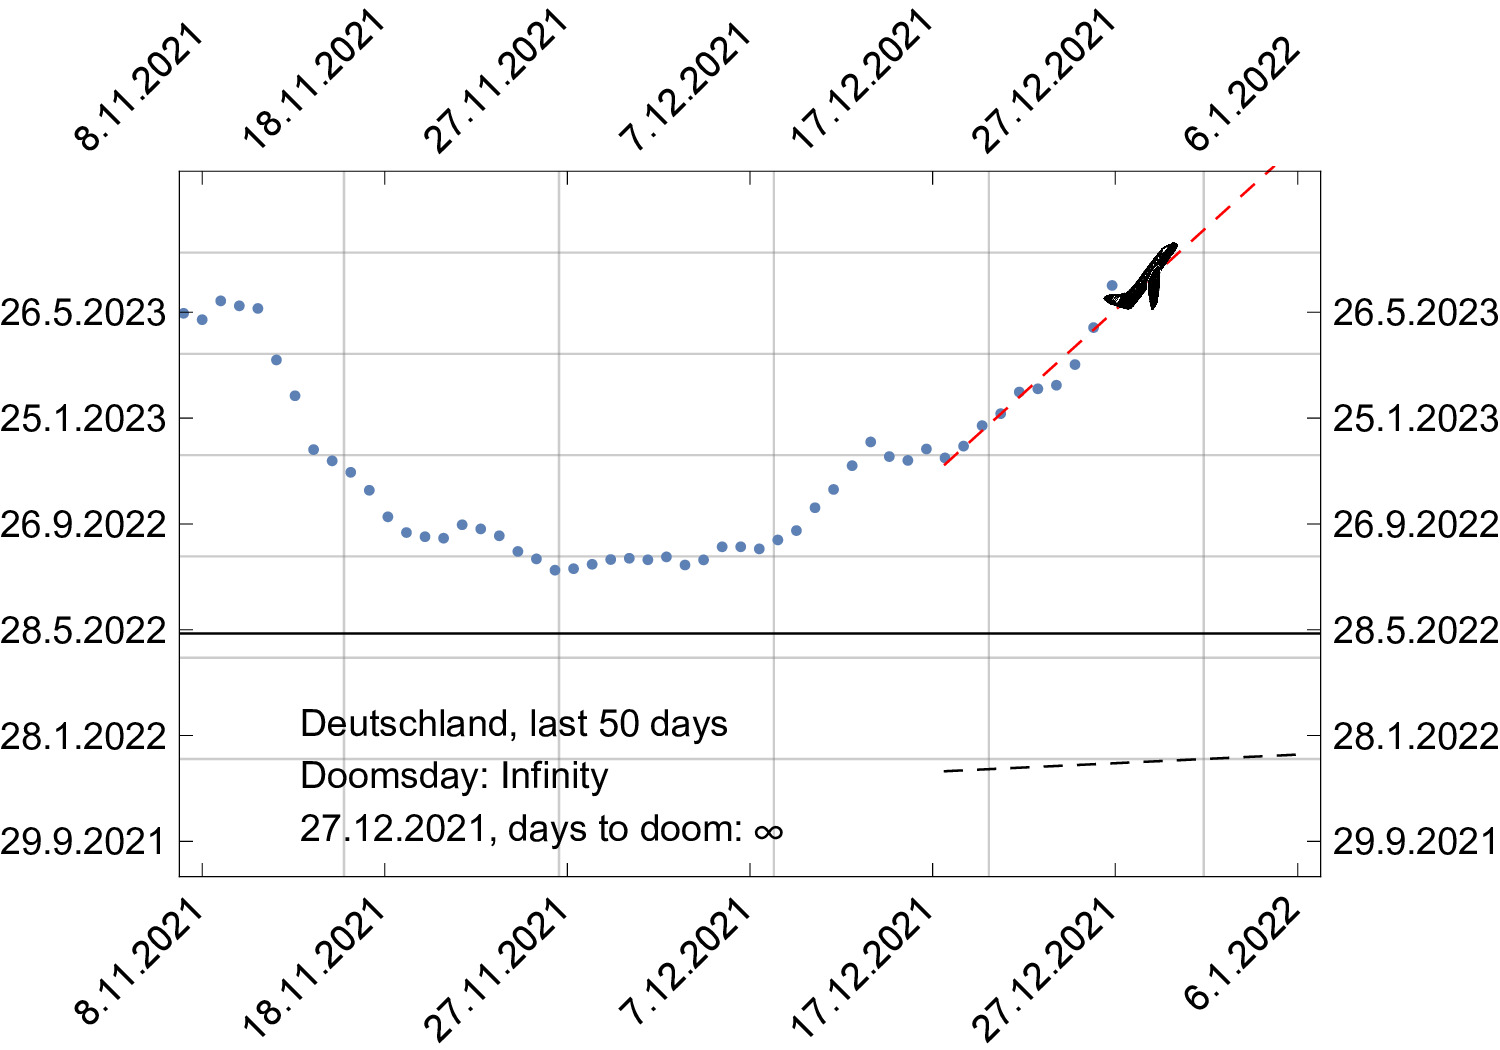 8.11.2021 18.11.2021 27.11.2021 7.12.2021 17.12.2021 27.12.2021 6.1.2022
26.5.2023 26.5.2023
25.1.2023 25.1.2023
26.9.2022 26.9.2022
28.5.2022 28.5.2022
Deutschland, last 50 days
28.1.2022 28.1.2022
Doomsday: Infinity
27.12.2021, days to doom: ∞
29.9.2021 29.9.2021
8.11.2021 18.11.2021 27.11.2021 7.12.2021 17.12.2021 27.12.2021 6.1.2022